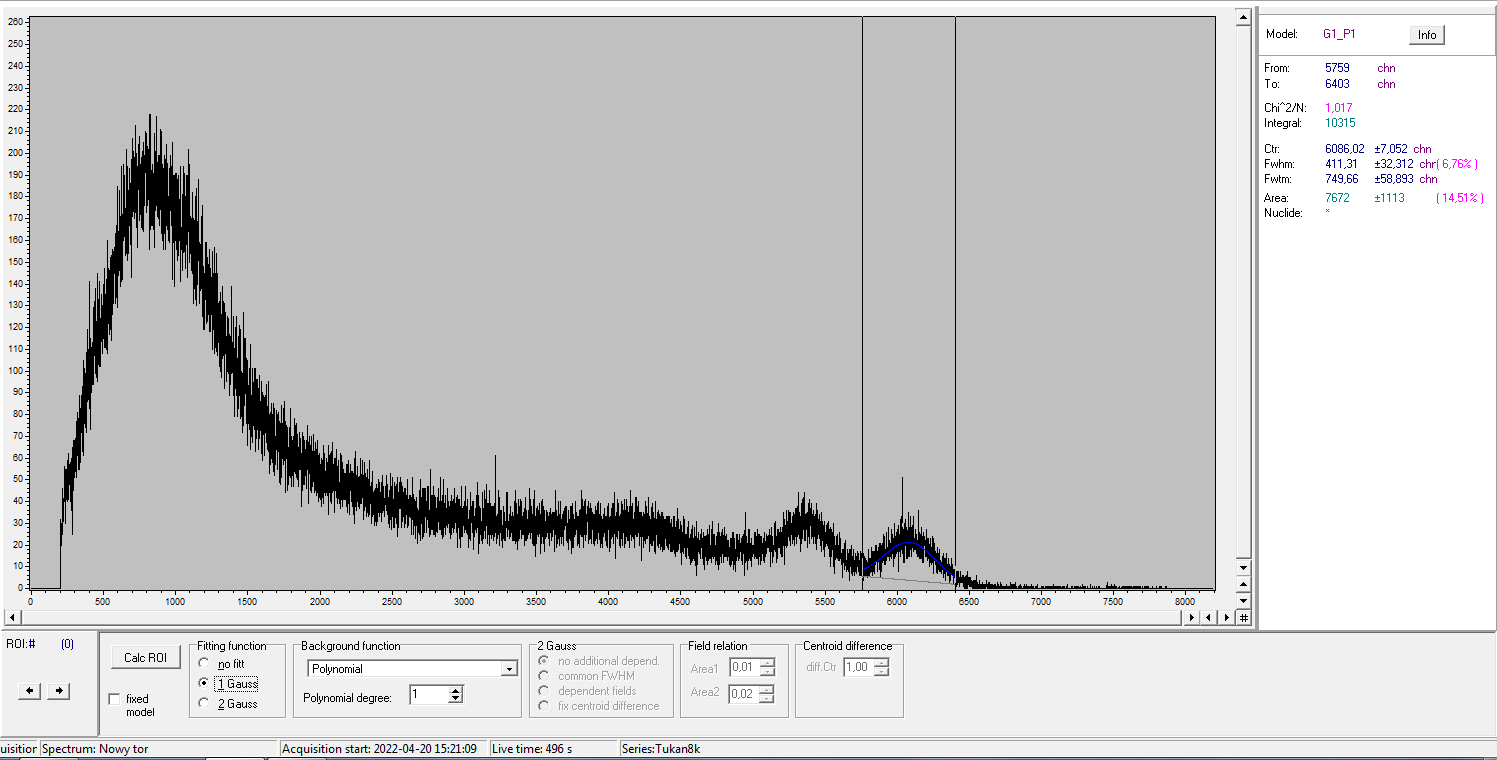 260
250
240
230
220
210
200
190
180
170
160
150
140
130
120
110
100
90
80
70
60
50
40
30
20
10
0
0 500 1000 1500 2000 2500 3000 3500 4000 4500 5000 5500 6000 6500 7000 7500 8000
#
Model: G1_P1 Info
From: 5759 chn
To: 6403 chn
Chi^2/N: 1,017
Integral: 10315
Ctr: 6086,02 ±7,052 chn
Fwhm: 411,31 ±32,312 chr( 6,76% )
Fwtm: 749,66 ±58,893 chn
Area: 7672 ±1113 ( 14,51% )
Nuclide: *
ROI:# (0)
Calc ROI
fixed
model
Fitting function
no fitt
1 Gauss
2 Gauss
Background function
Polynomial
Polynomial degree: 1
2 Gauss
no additional depend.
common FWHM
dependent fields
fix centroid difference
Field relation
Area1 0,01
Area2 0,02
Centroid difference
diff.Ctr 1,00
uisition Spectrum: Nowy tor Acquisition start: 2022-04-20 15:21:09 Live time: 496 s Series:Tukan8k